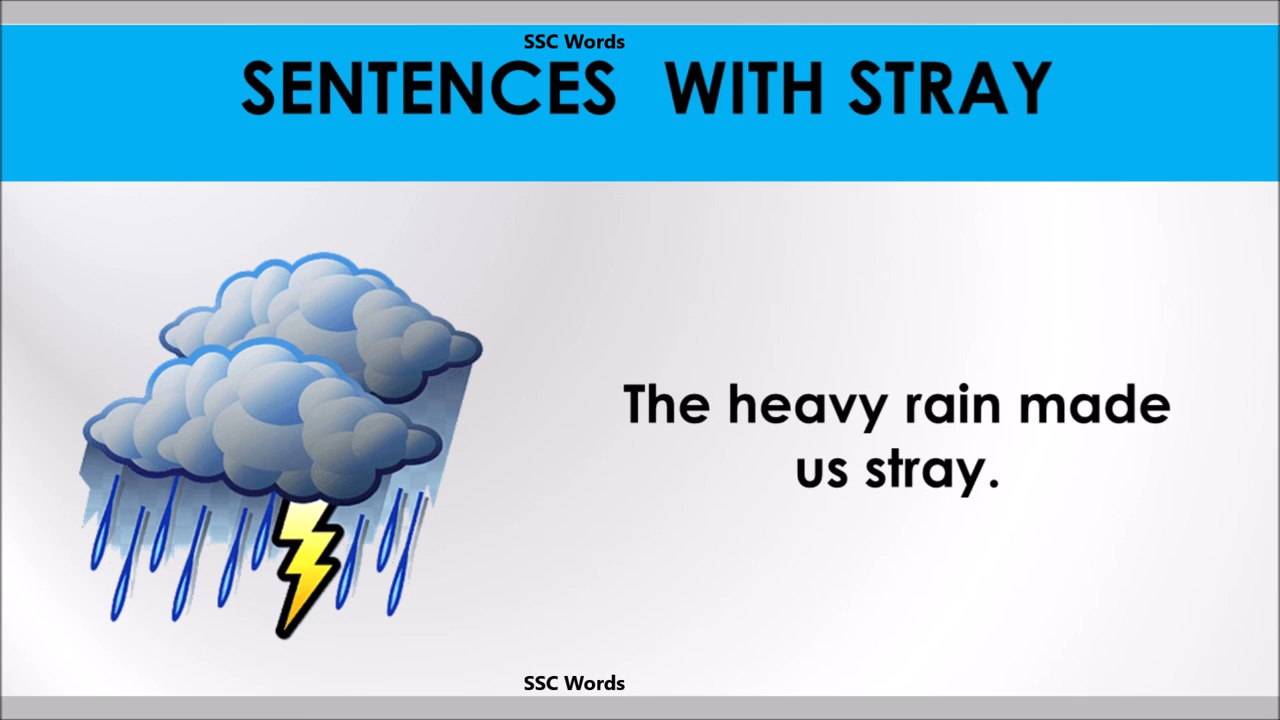 SSC Words
SENTENCES WITH STRAY
The heavy rain made
us stray.
SSC Words